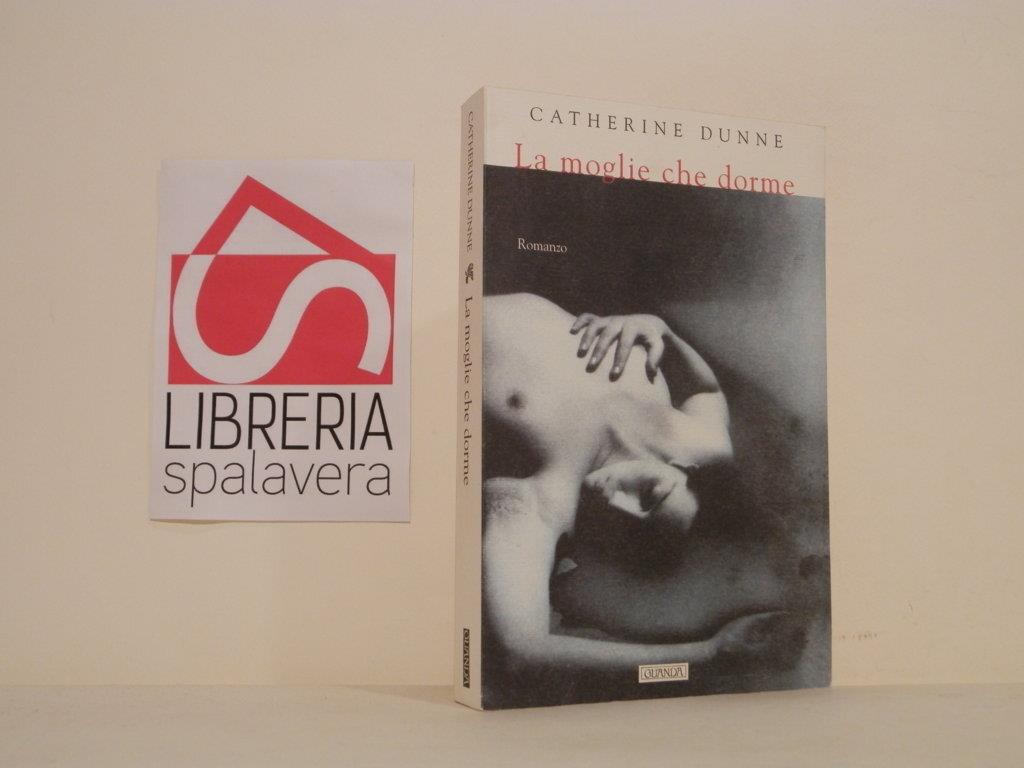 LIBRERIA
spalavera
CATHERINE DUNNE
La moglie che dorme
Romanzo
GUANDA
CATHERINE DUNNE La moglie che dorme
GUANDA